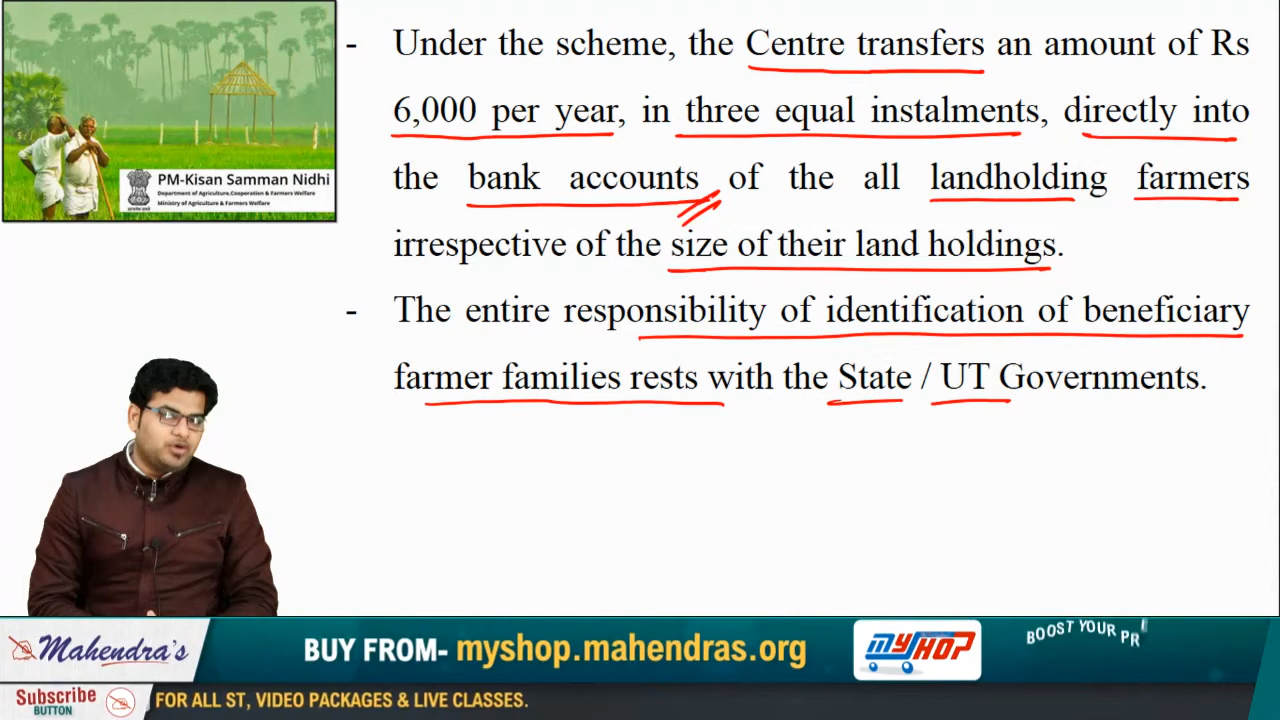 - Under the scheme, the Centre transfers an amount of Rs
6,000 per year, in three equal instalments, directly into
the bank accounts of the all landholding farmers
irrespective of the size of their land holdings.
- The entire responsibility of identification of beneficiary
farmer families rests with the State / UT Governments.
PM-Kisan Samman Nidhi
Department of Agriculture,Cooperation & Farmers Welfare
Ministry of Agriculture & Farmers Welfare
Mahendra's
BUY FROM- myshop.mahendras.org
MY SHOP
BOOST YOUR PR
Subscribe
BUTTON
FOR ALL ST, VIDEO PACKAGES & LIVE CLASSES.